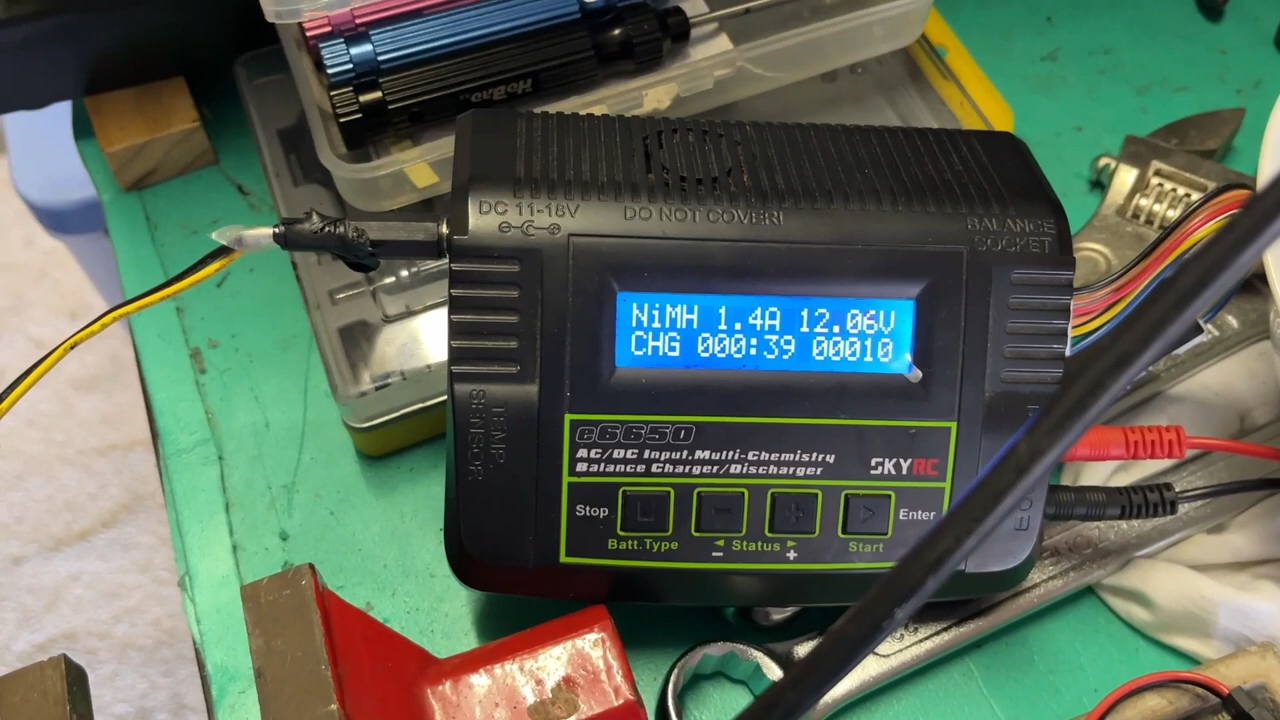 HoBao
DC 11-18V
DO NOT COVER!
BALANCE
SOCKET
NiMH 1.4A 12.06V
CHG 000:39 00010
TEMP.
SENSOR
e6650
AC/DC Input,Multi-Chemistry
Balance Charger/Discharger
SKYRC
Stop
Enter
Batt.Type
Status
Start